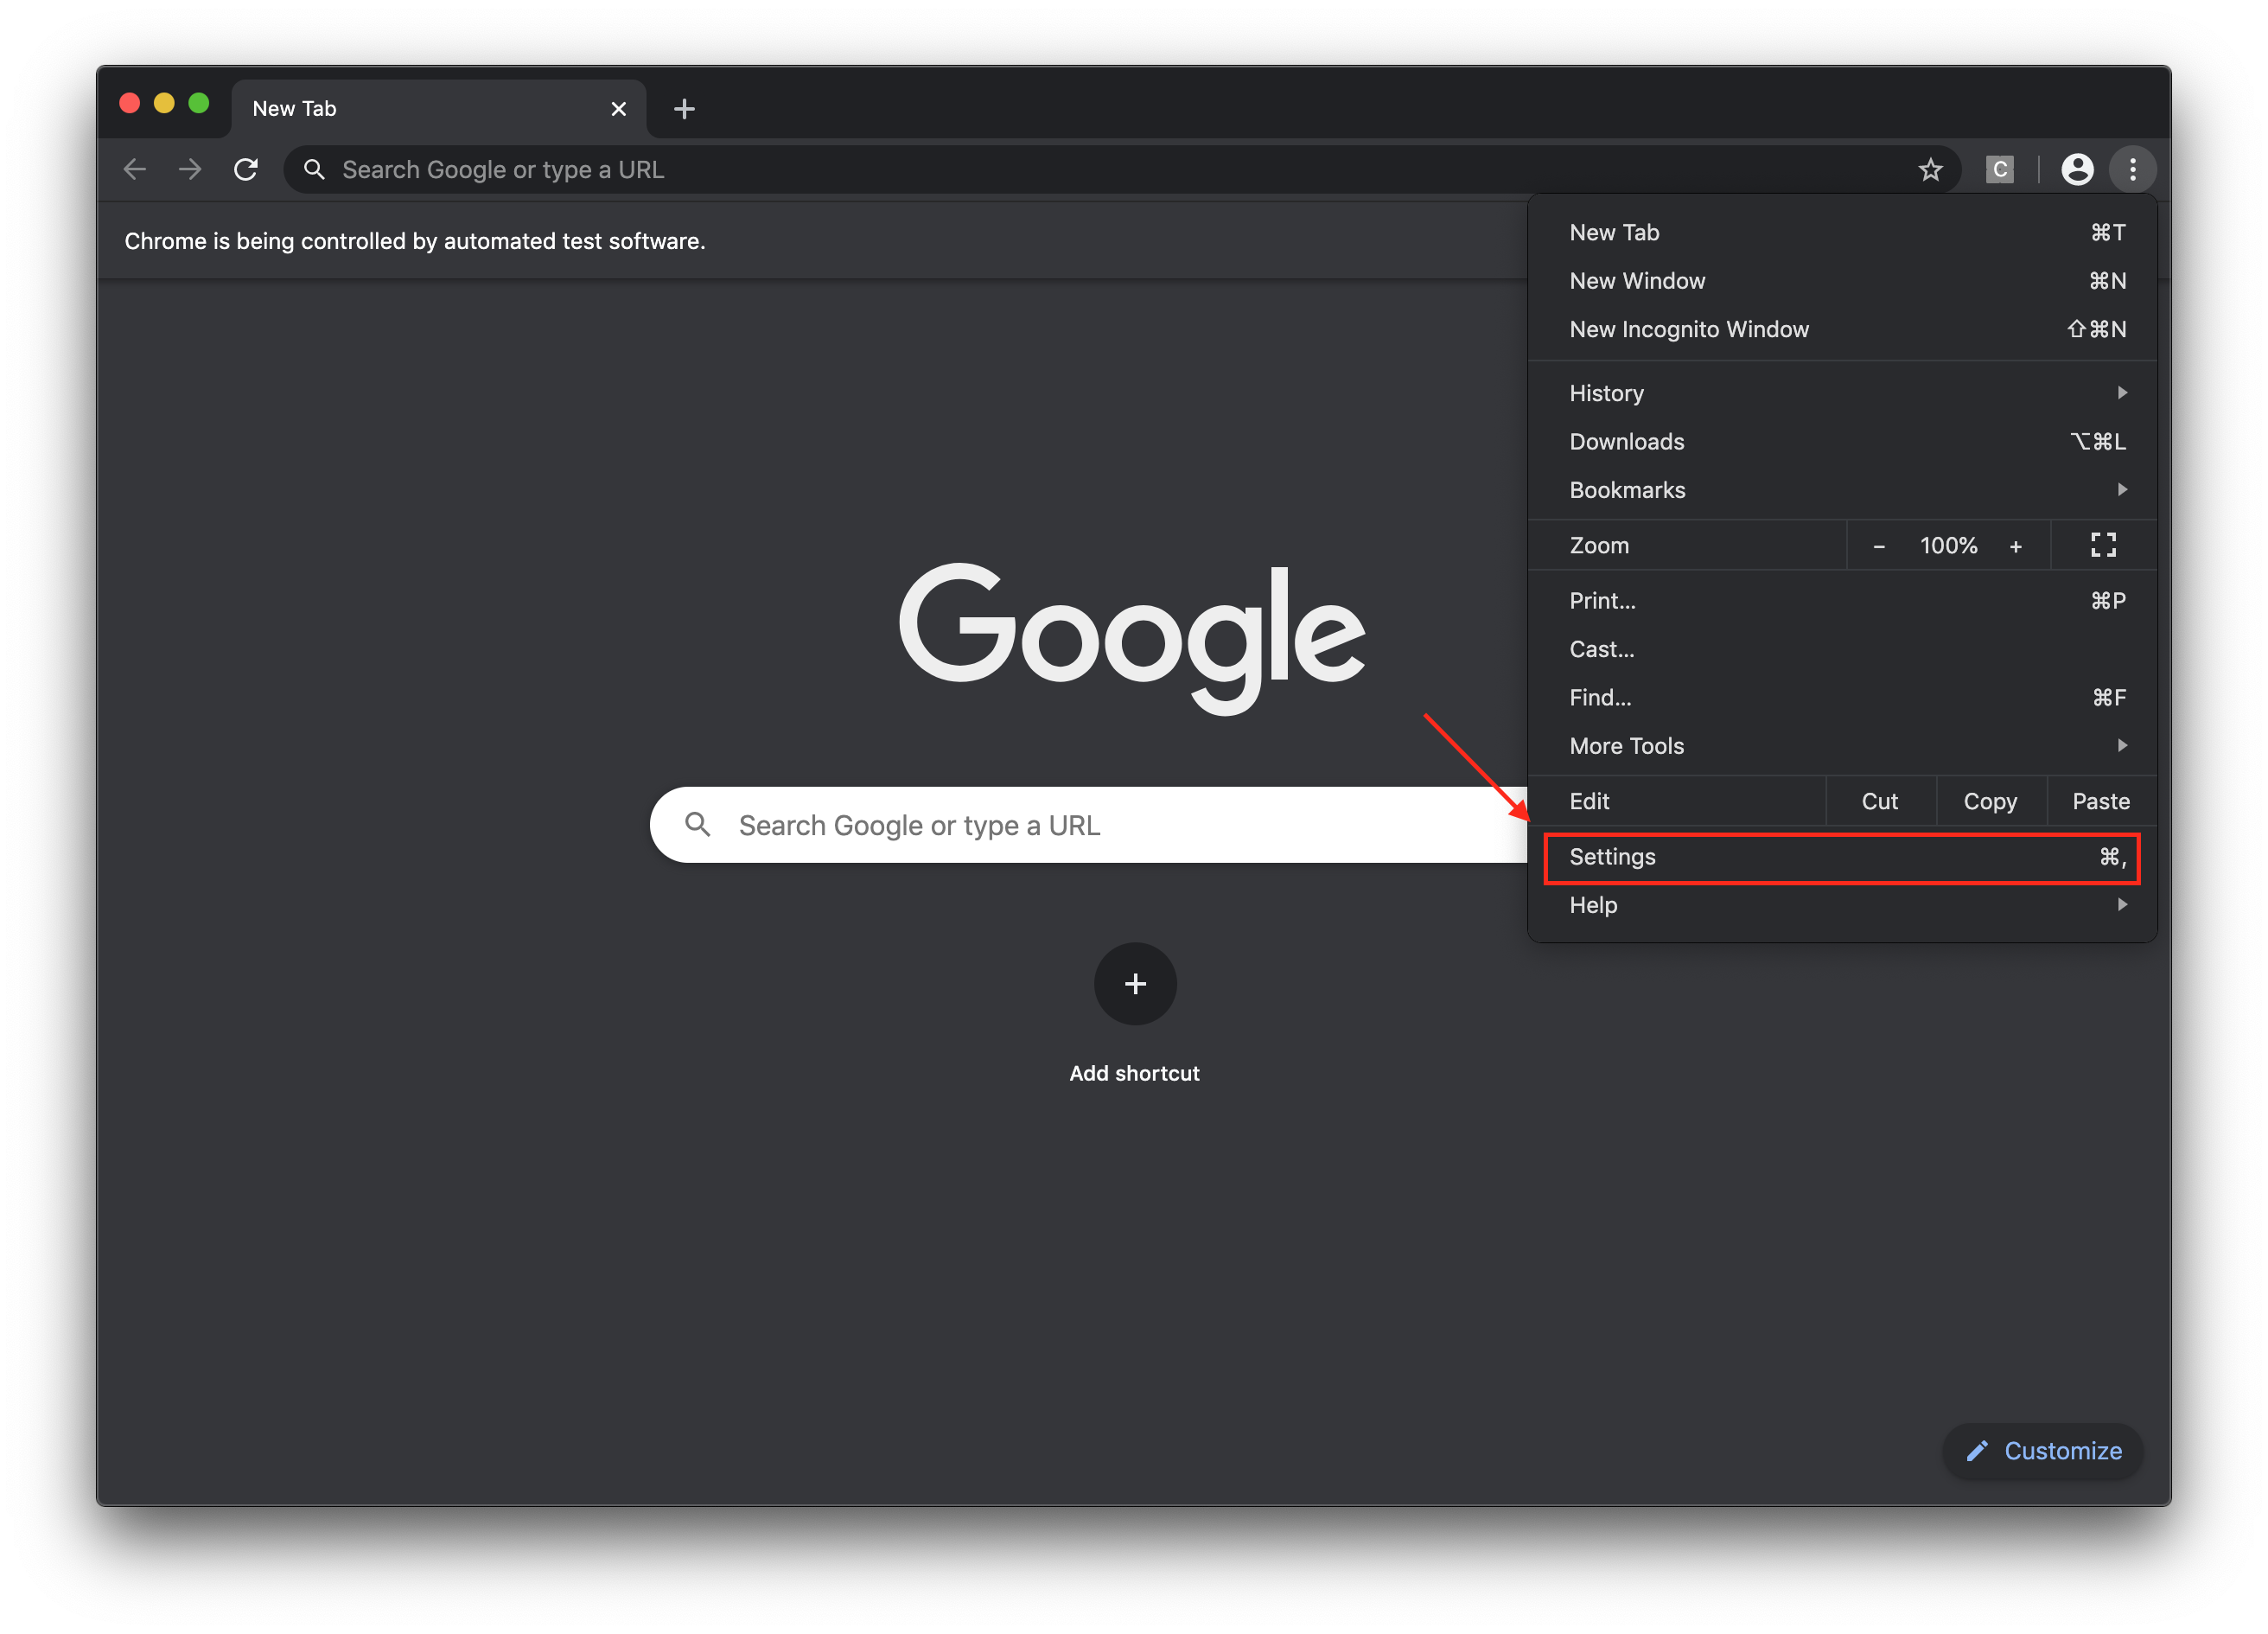 New Tab
Search Google or type a URL
C
Chrome is being controlled by automated test software.
New Tab ⌘T
New Window ⌘N
New Incognito Window ⇧⌘N
History
Downloads ⌥⌘L
Bookmarks
Zoom − 100% +
Print... ⌘P
Cast...
Find... ⌘F
More Tools
Edit Cut Copy Paste
Settings ⌘,
Help
Google
Search Google or type a URL
Add shortcut
Customize